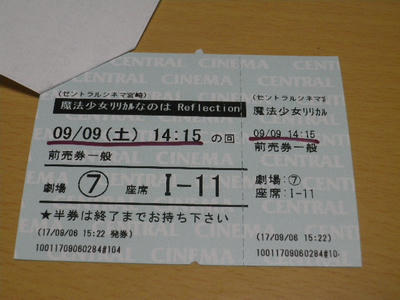 CENTRAL CINEMA
(セントラルシネマ宮崎)
魔法少女リリカルなのは Reflection
09/09(土) 14:15 の回
前売券一般
劇場 ⑦ 座席 I-11
★半券は終了までお持ち下さい
(17/09/06 15:22 発券)
10011709060284#104
(セントラルシネマ宮
魔法少女リリカル
09/09 14:15
前売券一般
劇場:⑦
座席:I-11
(17/09/06 15:22)
10011709060284#10